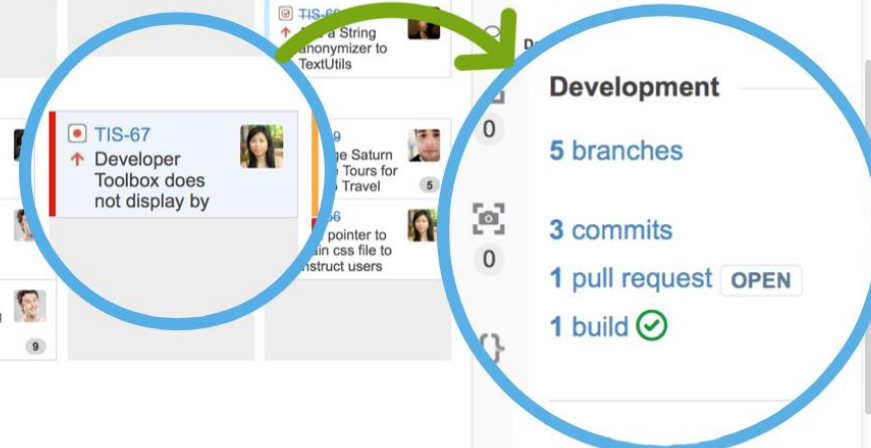 a String
anonymizer to
TextUtils
TIS-67
Developer
Toolbox does
not display by
Saturn
Tours for
Travel
5
pointer to
css file to
users
9
0
0
{}
Development
5 branches
3 commits
1 pull request OPEN
1 build